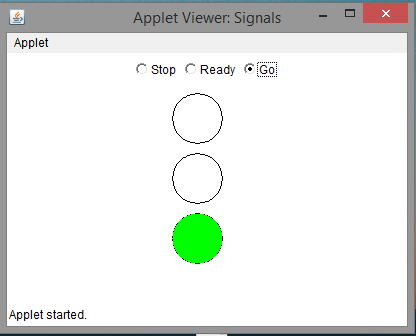 Applet Viewer: Signals
Applet
Stop Ready Go
Applet started.